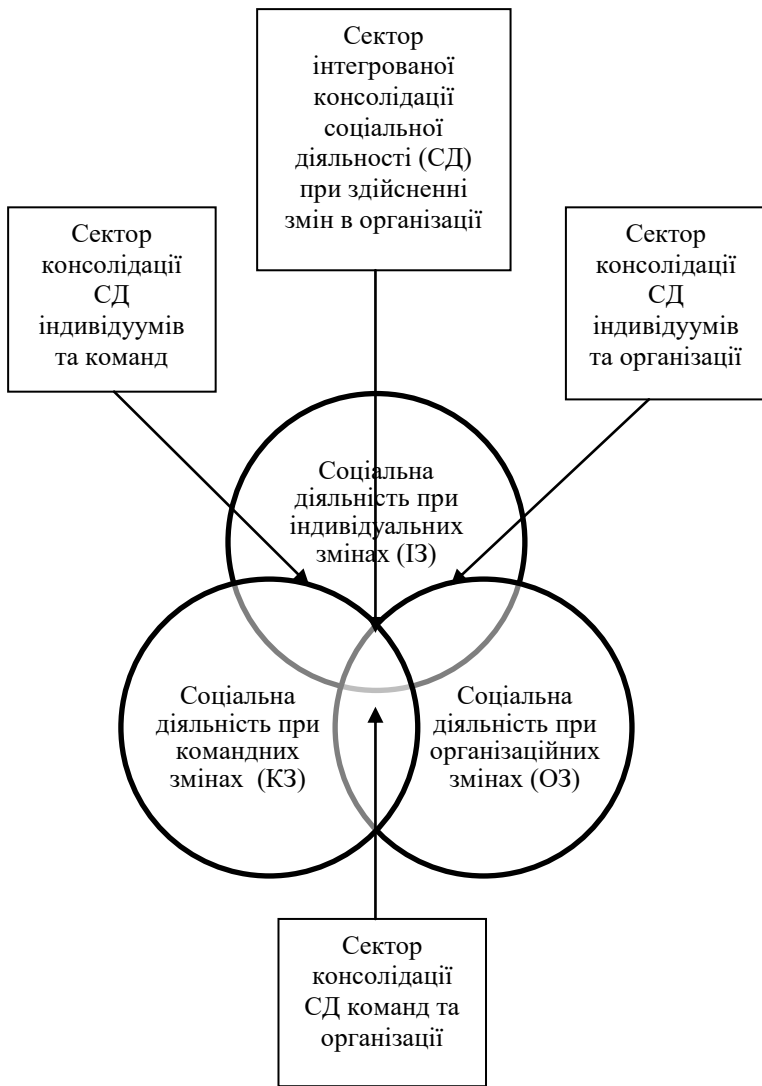 Сектор
інтегрованої
консолідації
соціальної
діяльності (СД)
при здійсненні
змін в організації
Сектор
консолідації
СД
індивідуумів
та команд
Сектор
консолідації
СД
індивідуумів
та організації
Соціальна
діяльність при
індивідуальних
змінах (ІЗ)
Соціальна
діяльність при
командних
змінах (КЗ)
Соціальна
діяльність при
організаційних
змінах (ОЗ)
Сектор
консолідації
СД команд та
організації